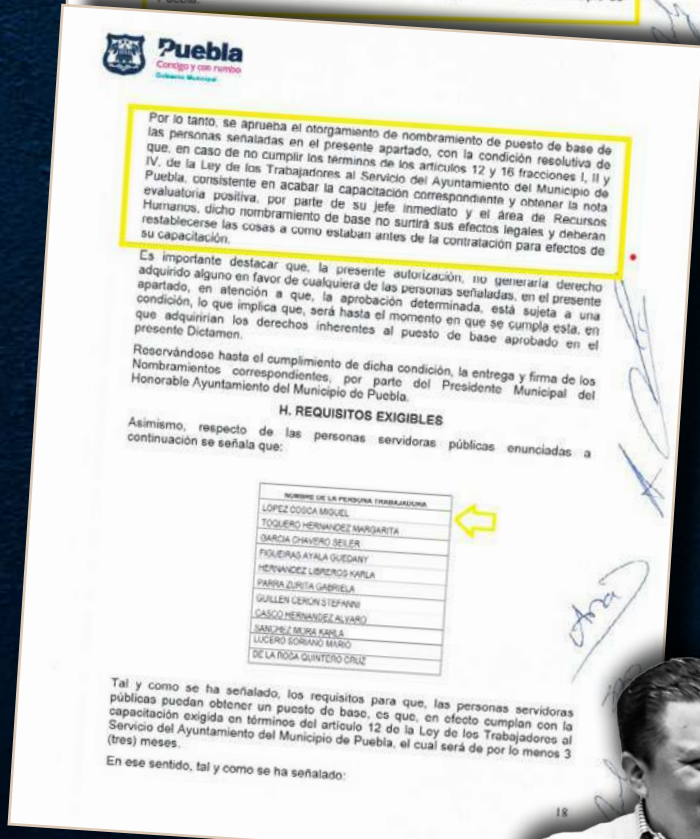 Puebla.
Puebla
Contigo y con rumbo
Gobierno Municipal
Por lo tanto, se aprueba el otorgamiento de nombramiento de puesto de base de
las personas señaladas en el presente apartado, con la condición resolutiva de
que, en caso de no cumplir los términos de los artículos 12 y 16 fracciones I, II y
IV, de la Ley de los Trabajadores al Servicio del Ayuntamiento del Municipio de
Puebla, consistente en acabar la capacitación correspondiente y obtener la nota
evaluatoria positiva, por parte de su jefe inmediato y el área de Recursos
Humanos, dicho nombramiento de base no surtirá sus efectos legales y deberán
restablecerse las cosas a como estaban antes de la contratación para efectos de
su capacitación.
Es importante destacar que, la presente autorización, no generaría derecho
adquirido alguno en favor de cualquiera de las personas señaladas, en el presente
apartado, en atención a que, la aprobación determinada, está sujeta a una
condición, lo que implica que, será hasta el momento en que se cumpla esta, en
que adquirirían los derechos inherentes al puesto de base aprobado en el
presente Dictamen.
Reservándose hasta el cumplimiento de dicha condición, la entrega y firma de los
Nombramientos correspondientes, por parte del Presidente Municipal del
Honorable Ayuntamiento del Municipio de Puebla.
H. REQUISITOS EXIGIBLES
Asimismo, respecto de las personas servidoras públicas enunciadas a
continuación se señala que:
NOMBRE DE LA PERSONA TRABAJADORA
LOPEZ COSCA MIGUEL
TOQUERO HERNANDEZ MARGARITA
GARCIA CHAVERO SEILER
FIGUEIRAS AYALA GUEDANY
HERNANDEZ LIBREROS KARLA
PARRA ZURITA GABRIELA
GUILLEN CERON STEFANNI
CASCO HERNANDEZ ALVARO
SANCHEZ MORA KARLA
LUCERO SORIANO MARIO
DE LA ROSA QUINTERO CRUZ
Tal y como se ha señalado, los requisitos para que, las personas servidoras
públicas puedan obtener un puesto de base, es que, en efecto cumplan con la
capacitación exigida en términos del artículo 12 de la Ley de los Trabajadores al
Servicio del Ayuntamiento del Municipio de Puebla, el cual será de por lo menos 3
(tres) meses.
En ese sentido, tal y como se ha señalado:
18